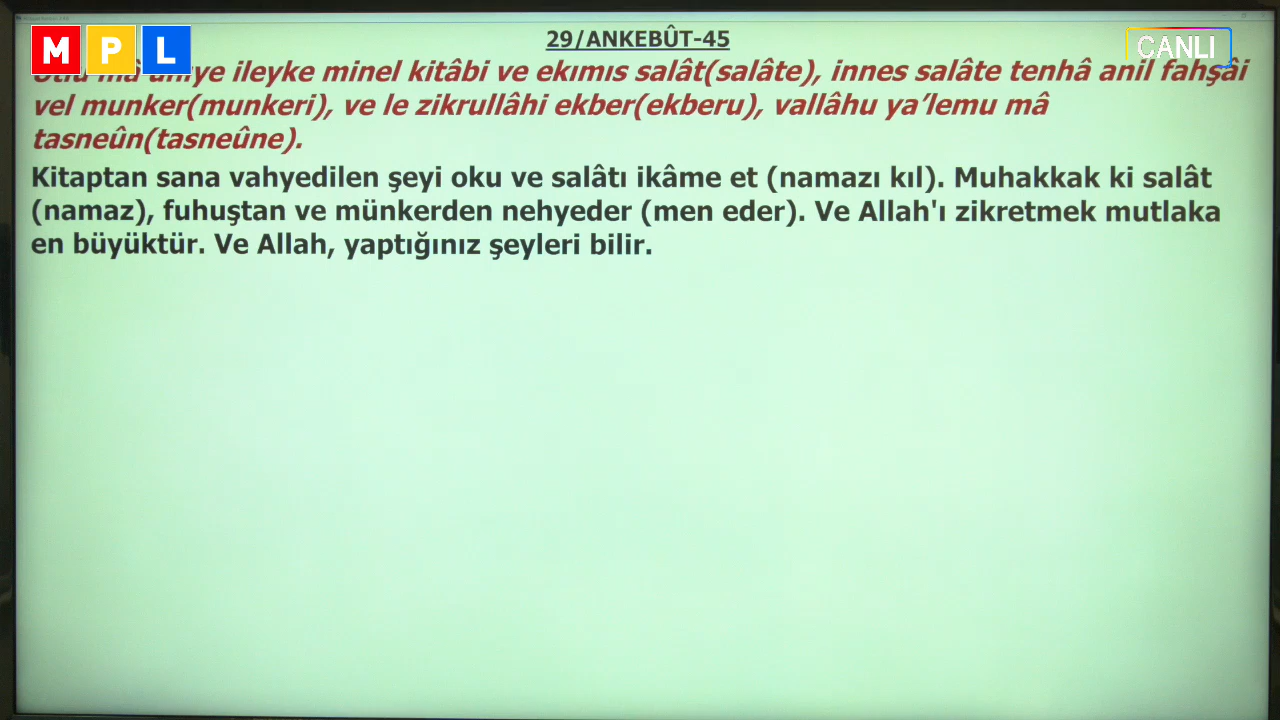 29/ANKEBÛT-45
M P L
CANLI
ileyke minel kitâbi ve ekımıs salât(salâte), innes salâte tenhâ anil fahşâi
vel munker(munkeri), ve le zikrullâhi ekber(ekberu), vallâhu ya’lemu mâ
tasneûn(tasneûne).
Kitaptan sana vahyedilen şeyi oku ve salâtı ikâme et (namazı kıl). Muhakkak ki salât
(namaz), fuhuştan ve münkerden nehyeder (men eder). Ve Allah'ı zikretmek mutlaka
en büyüktür. Ve Allah, yaptığınız şeyleri bilir.